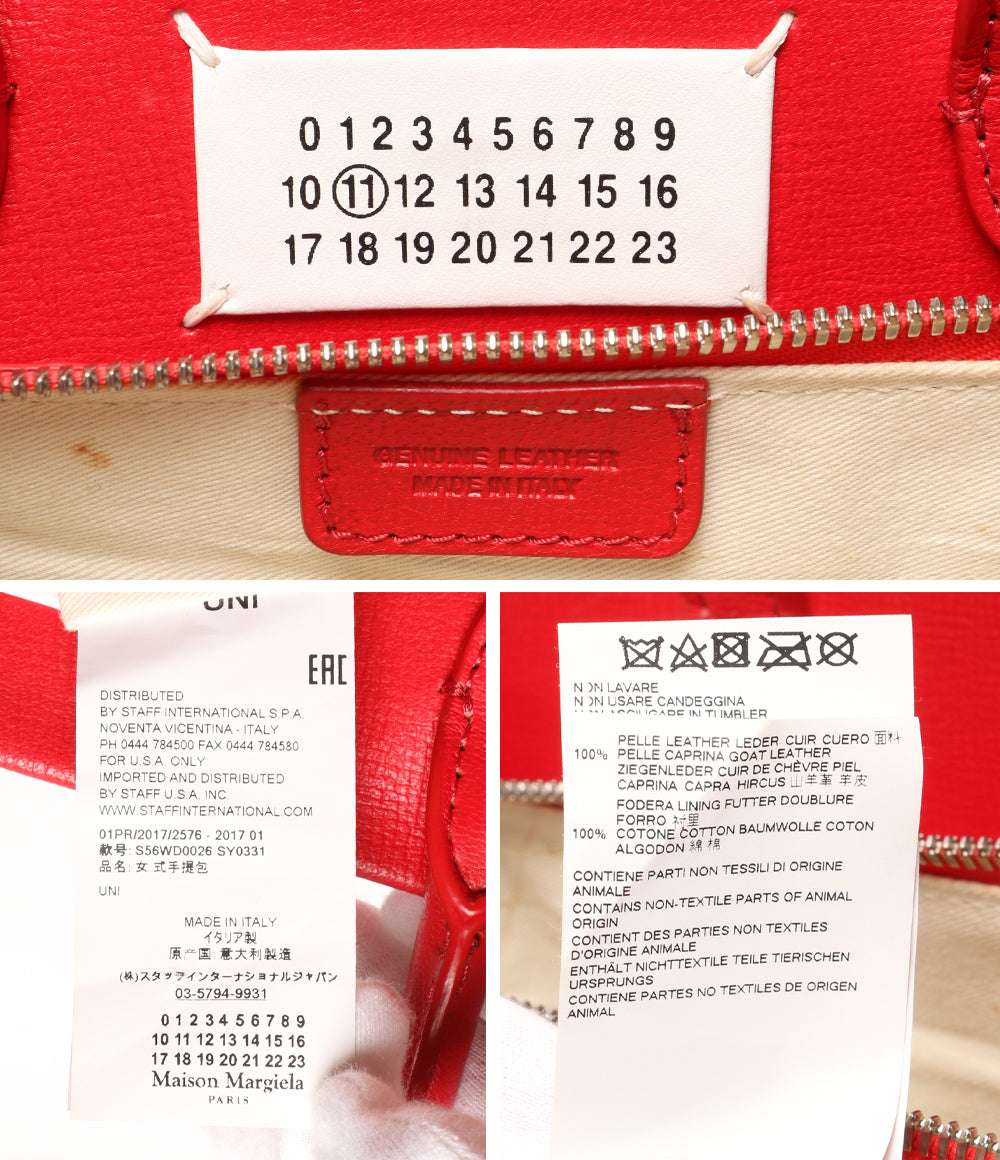 0 1 2 3 4 5 6 7 8 9
10 11 12 13 14 15 16
17 18 19 20 21 22 23
GENUINE LEATHER
MADE IN ITALY
UNI
EAC
DISTRIBUTED
BY STAFF INTERNATIONAL S.P.A.
NOVENTA VICENTINA - ITALY
PH 0444 784500 FAX 0444 784580
FOR U.S.A. ONLY
IMPORTED AND DISTRIBUTED
BY STAFF U.S.A. INC
WWW.STAFFINTERNATIONAL.COM
01PR/2017/2576 - 2017 01
款号: S56WD0026 SY0331
品名: 女 式手提包
UNI
MADE IN ITALY
イタリア製
原产国: 意大利製造
(株)スタッフインターナショナルジャパン
03-5794-9931
0 1 2 3 4 5 6 7 8 9
10 11 12 13 14 15 16
17 18 19 20 21 22 23
Maison Margiela
PARIS
NON LAVARE
NON USARE CANDEGGINA
NON ASCIUGARE IN TUMBLER
PELLE LEATHER LEDER CUIR CUERO 面料
100% PELLE CAPRINA GOAT LEATHER
ZIEGENLEDER CUIR DE CHÈVRE PIEL
CAPRINA CAPRA HIRCUS 山羊革 羊皮
FODERA LINING FUTTER DOUBLURE
FORRO 衬里
100% COTONE COTTON BAUMWOLLE COTON
ALGODON 綿 棉
CONTIENE PARTI NON TESSILI DI ORIGINE
ANIMALE
CONTAINS NON-TEXTILE PARTS OF ANIMAL
ORIGIN
CONTIENT DES PARTIES NON TEXTILES
D'ORIGINE ANIMALE
ENTHÄLT NICHTTEXTILE TEILE TIERISCHEN
URSPRUNGS
CONTIENE PARTES NO TEXTILES DE ORIGEN
ANIMAL